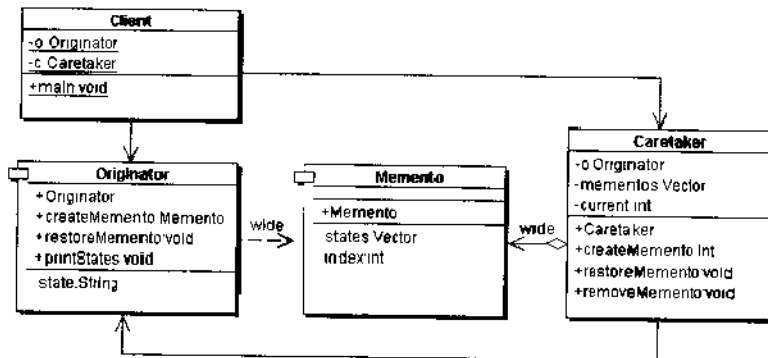 Client
-o Originator
-c Caretaker
+main void
Originator
+Originator
+createMemento Memento
+restoreMemento void
+printStates void
state.String
wide
Memento
+Memento
states Vector
index int
wide
Caretaker
-o Originator
-mementos Vector
-current int
+Caretaker
+createMemento int
+restoreMemento void
+removeMemento void